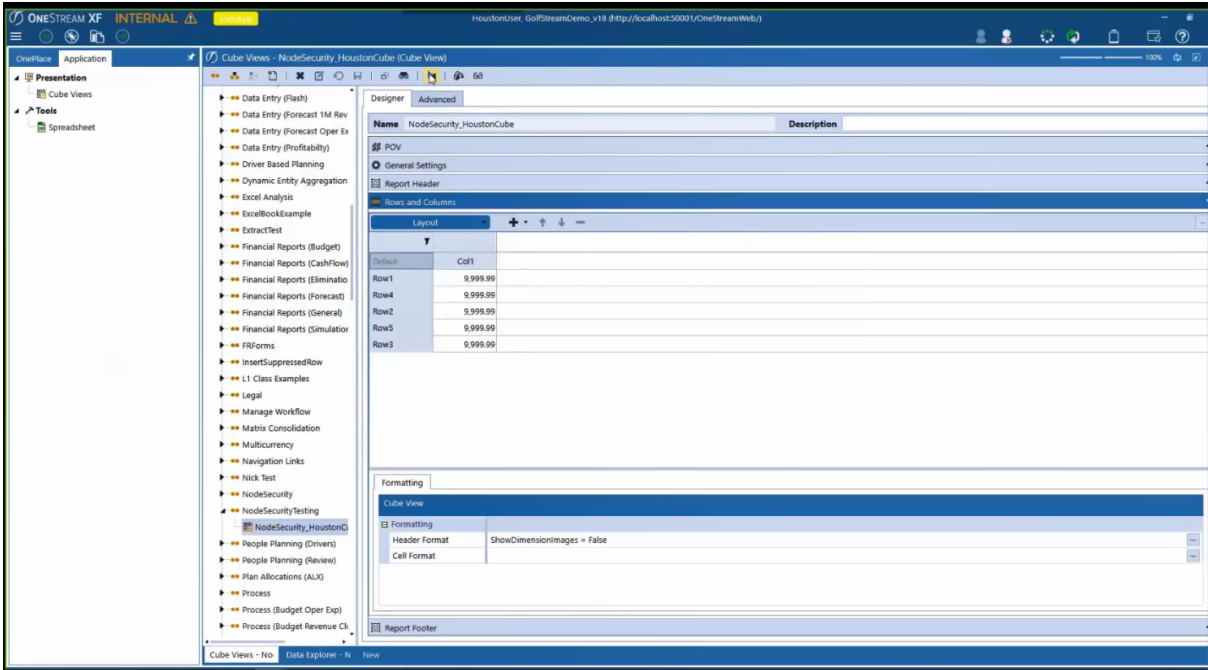 ONESTREAM XF INTERNAL
HoustonUser, GolfStreamDemo_v18 (http://localhost:50001/OneStreamWeb/)
100%
OnePlace Application
Presentation
Cube Views
Tools
Spreadsheet
Cube Views - NodeSecurity_HoustonCube (Cube View)
Data Entry (Flash)
Data Entry (Forecast 1M Rev
Data Entry (Forecast Oper Ex
Data Entry (Profitabilty)
Driver Based Planning
Dynamic Entity Aggregation
Excel Analysis
ExcelBookExample
ExtractTest
Financial Reports (Budget)
Financial Reports (CashFlow)
Financial Reports (Eliminatio
Financial Reports (Forecast)
Financial Reports (General)
Financial Reports (Simulation
FRForms
InsertSuppressedRow
L1 Class Examples
Legal
Manage Workflow
Matrix Consolidation
Multicurrency
Navigation Links
Nick Test
NodeSecurity
NodeSecurityTesting
NodeSecurity_HoustonCu
People Planning (Drivers)
People Planning (Review)
Plan Allocations (ALX)
Process
Process (Budget Oper Exp)
Process (Budget Revenue Clu
Designer Advanced
Name NodeSecurity_HoustonCube Description
POV
General Settings
Report Header
Rows and Columns
Layout
Default Col1
Row1 9,999.99
Row4 9,999.99
Row2 9,999.99
Row5 9,999.99
Row3 9,999.99
Formatting
Cube View
Formatting
Header Format ShowDimensionImages = False
Cell Format
Report Footer
Cube Views - No Data Explorer - N New